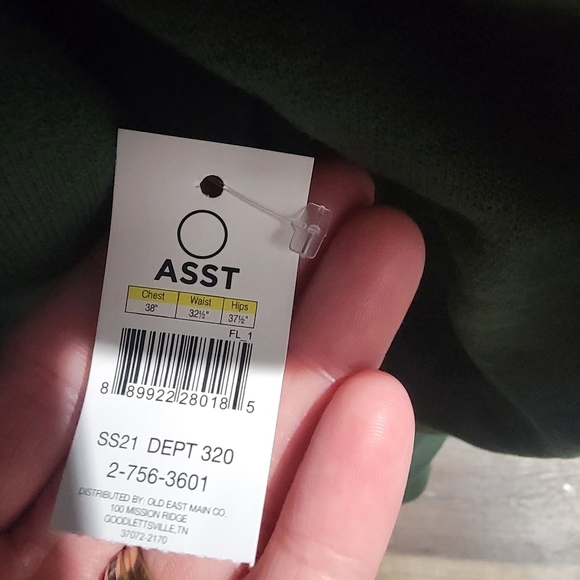 ASST
Chest Waist Hips
38" 32½" 37½"
FL_1
8 89922 28018 5
SS21 DEPT 320
2-756-3601
DISTRIBUTED BY: OLD EAST MAIN CO.
100 MISSION RIDGE
GOODLETTSVILLE,TN
37072-2170